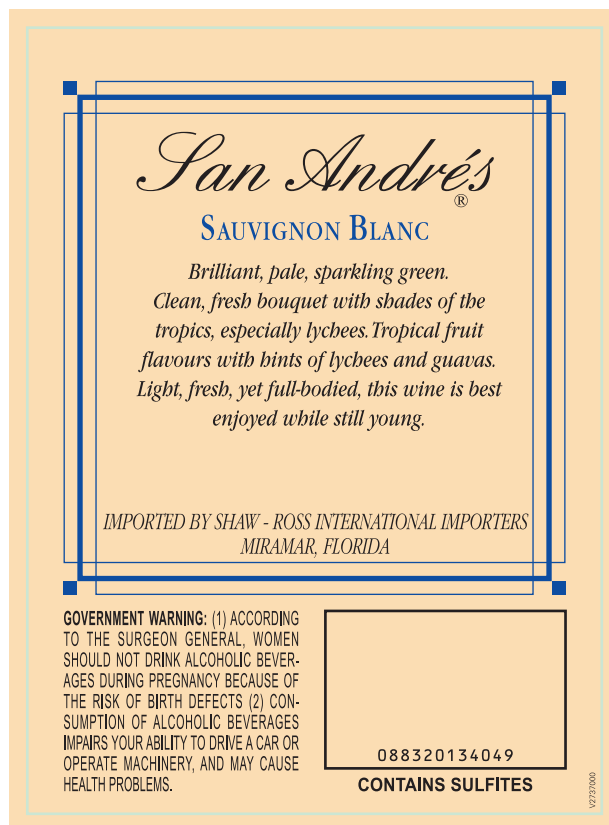 San Andrés
®
SAUVIGNON BLANC
Brilliant, pale, sparkling green.
Clean, fresh bouquet with shades of the
tropics, especially lychees. Tropical fruit
flavours with hints of lychees and guavas.
Light, fresh, yet full-bodied, this wine is best
enjoyed while still young.
IMPORTED BY SHAW - ROSS INTERNATIONAL IMPORTERS
MIRAMAR, FLORIDA
GOVERNMENT WARNING: (1) ACCORDING
TO THE SURGEON GENERAL, WOMEN
SHOULD NOT DRINK ALCOHOLIC BEVER-
AGES DURING PREGNANCY BECAUSE OF
THE RISK OF BIRTH DEFECTS (2) CON-
SUMPTION OF ALCOHOLIC BEVERAGES
IMPAIRS YOUR ABILITY TO DRIVE A CAR OR
OPERATE MACHINERY, AND MAY CAUSE
HEALTH PROBLEMS.
088320134049
CONTAINS SULFITES
V2737000